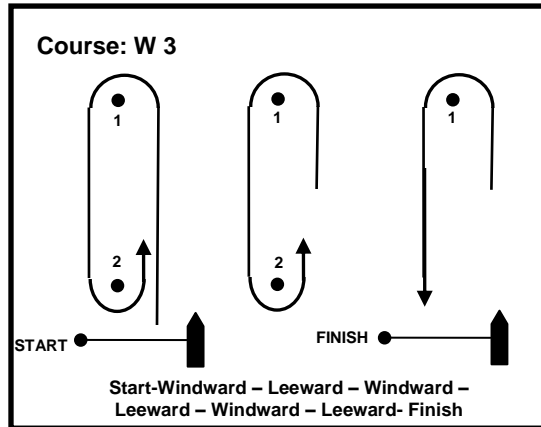 Course: W 3
1
1
1
2
2
START
FINISH
Start-Windward – Leeward – Windward –
Leeward – Windward – Leeward- Finish